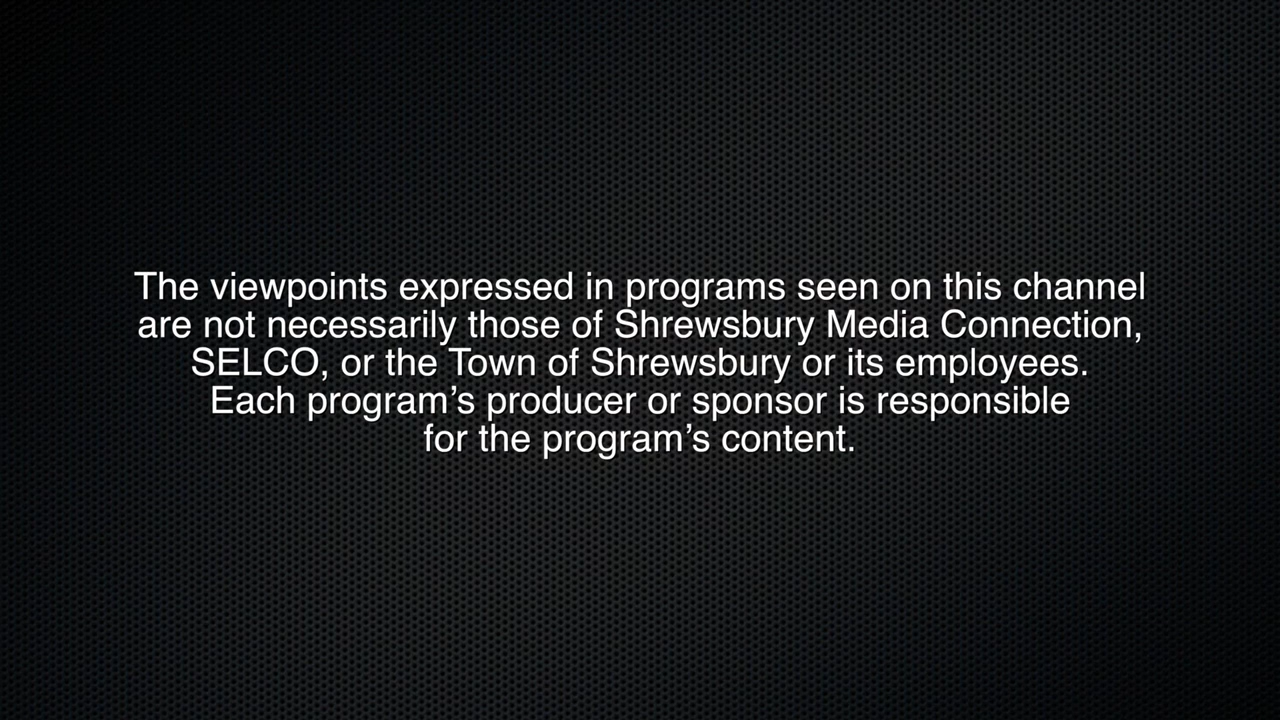 The viewpoints expressed in programs seen on this channel
are not necessarily those of Shrewsbury Media Connection,
SELCO, or the Town of Shrewsbury or its employees.
Each program’s producer or sponsor is responsible
for the program’s content.